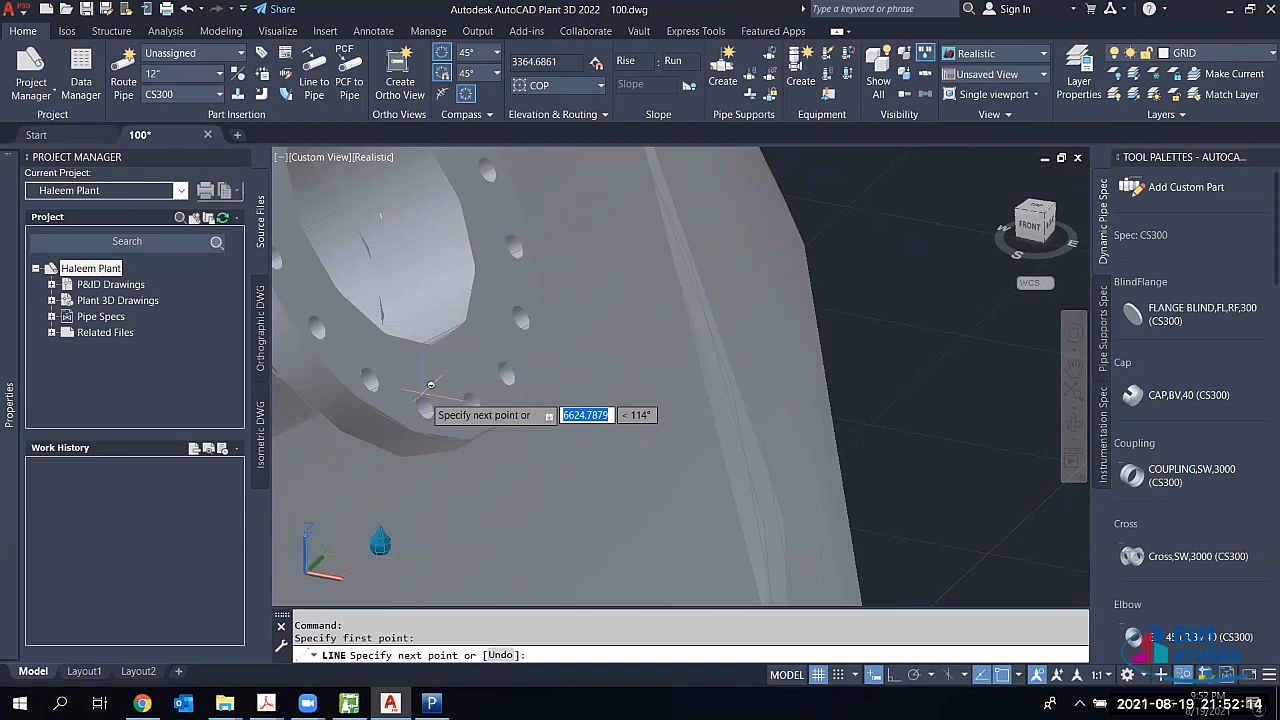 Share
Autodesk AutoCAD Plant 3D 2022 100.dwg
Type a keyword or phrase
Sign In
Home
Isos
Structure
Analysis
Modeling
Visualize
Insert
Annotate
Manage
Output
Add-ins
Collaborate
Vault
Express Tools
Featured Apps
Project
Manager
Data
Manager
Project
Route
Pipe
Unassigned
12"
CS300
Line to
Pipe
PCF to
Pipe
Part Insertion
Create
Ortho View
Ortho Views
45°
45°
Compass
3364.6861
COP
Elevation & Routing
Rise
Run
Slope
Slope
Create
Pipe Supports
Create
Equipment
Show
All
Visibility
Realistic
Unsaved View
Single viewport
View
Layer
Properties
GRID
Make Current
Match Layer
Layers
Start
100*
PROJECT MANAGER
Current Project:
Haleem Plant
Project
Search
Haleem Plant
P&ID Drawings
Plant 3D Drawings
Pipe Specs
Related Files
Work History
Properties
Source Files
Orthographic DWG
Isometric DWG
[−][Custom View][Realistic]
FRONT
W
S
E
WCS
Specify next point or
6624.7879
< 114°
Z
Command:
Specify first point:
LINE Specify next point or [Undo]:
TOOL PALETTES - AUTOCA...
Dynamic Pipe Spec
Pipe Supports Spec
Instrumentation Spec
Add Custom Part
Spec: CS300
BlindFlange
FLANGE BLIND,FL,RF,300
(CS300)
Cap
CAP,BV,40 (CS300)
Coupling
COUPLING,SW,3000
(CS300)
Cross
Cross,SW,3000 (CS300)
Elbow
Model
Layout1
Layout2
MODEL
1:1
9:52 PM
8/19/2021
2021-08-19 21:52:14